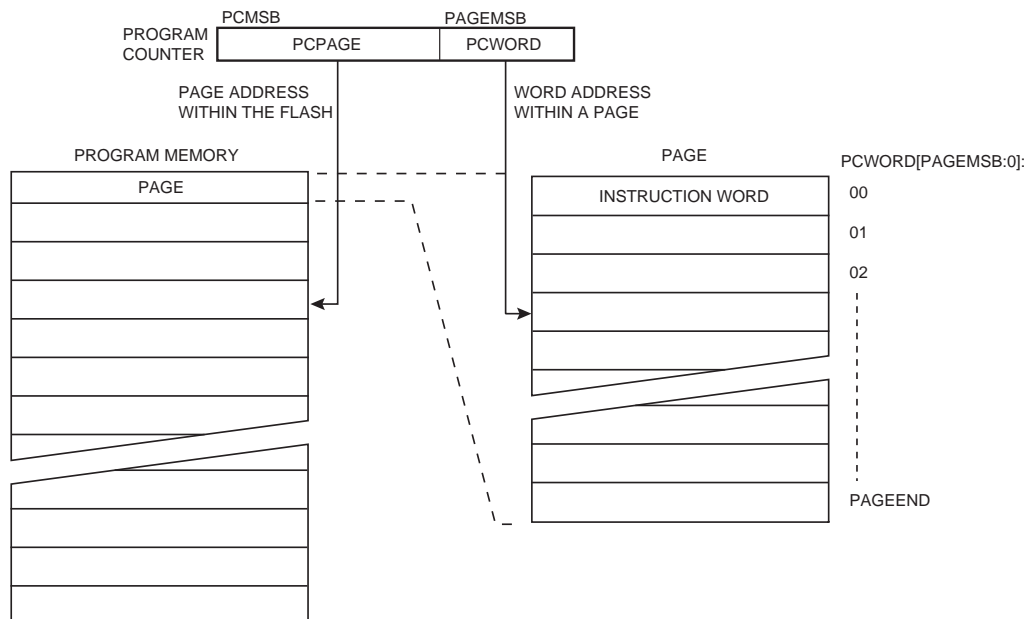 PCMSB
PAGEMSB
PROGRAM
COUNTER
PCPAGE
PCWORD
PAGE ADDRESS
WITHIN THE FLASH
WORD ADDRESS
WITHIN A PAGE
PROGRAM MEMORY
PAGE
PAGE
PCWORD[PAGEMSB:0]:
INSTRUCTION WORD
00
01
02
PAGEEND